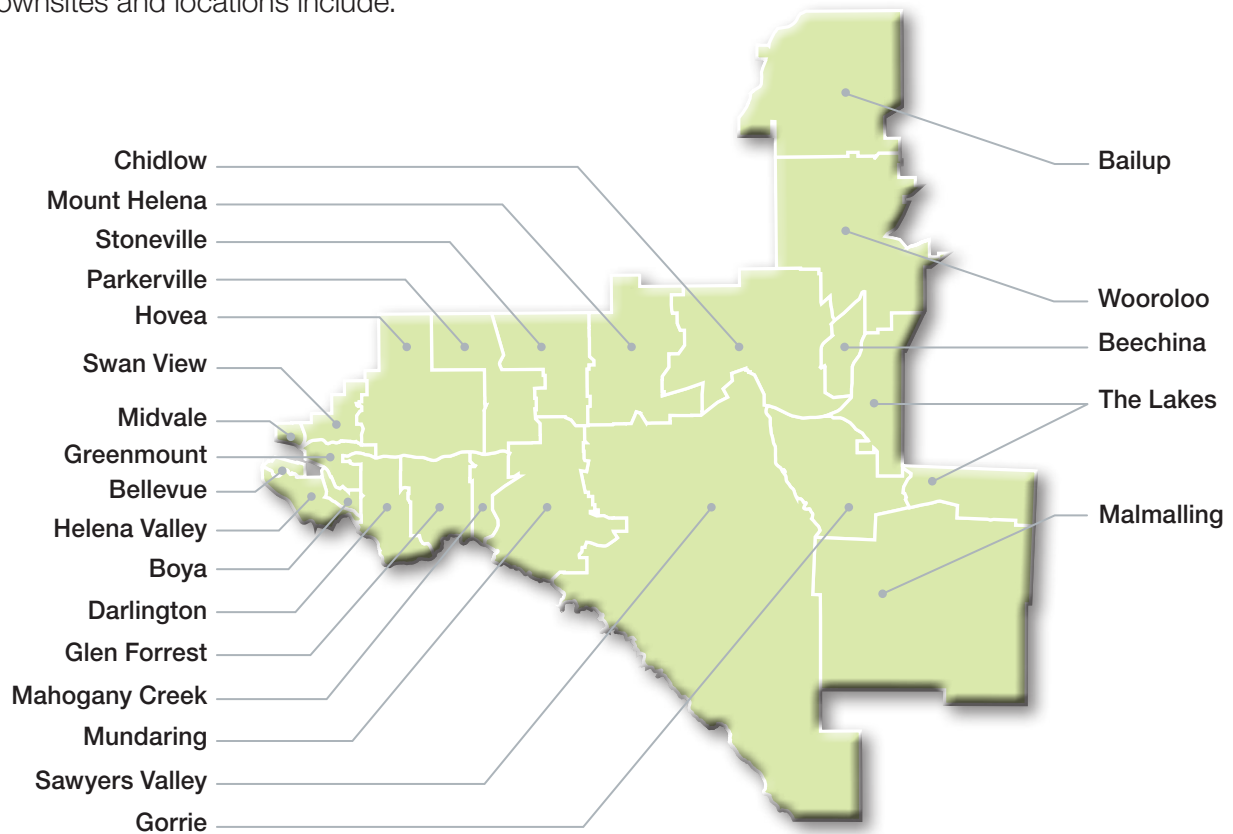 ownsites and locations include:
Chidlow
Mount Helena
Stoneville
Parkerville
Hovea
Swan View
Midvale
Greenmount
Bellevue
Helena Valley
Boya
Darlington
Glen Forrest
Mahogany Creek
Mundaring
Sawyers Valley
Gorrie
Bailup
Wooroloo
Beechina
The Lakes
Malmalling